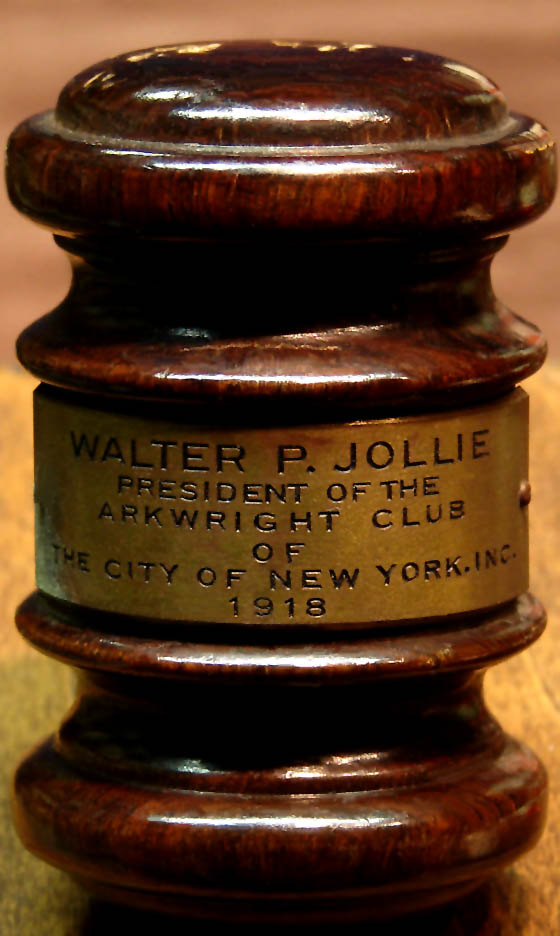 WALTER P. JOLLIE
PRESIDENT OF THE
ARKWRIGHT CLUB
OF
THE CITY OF NEW YORK. INC.
1918